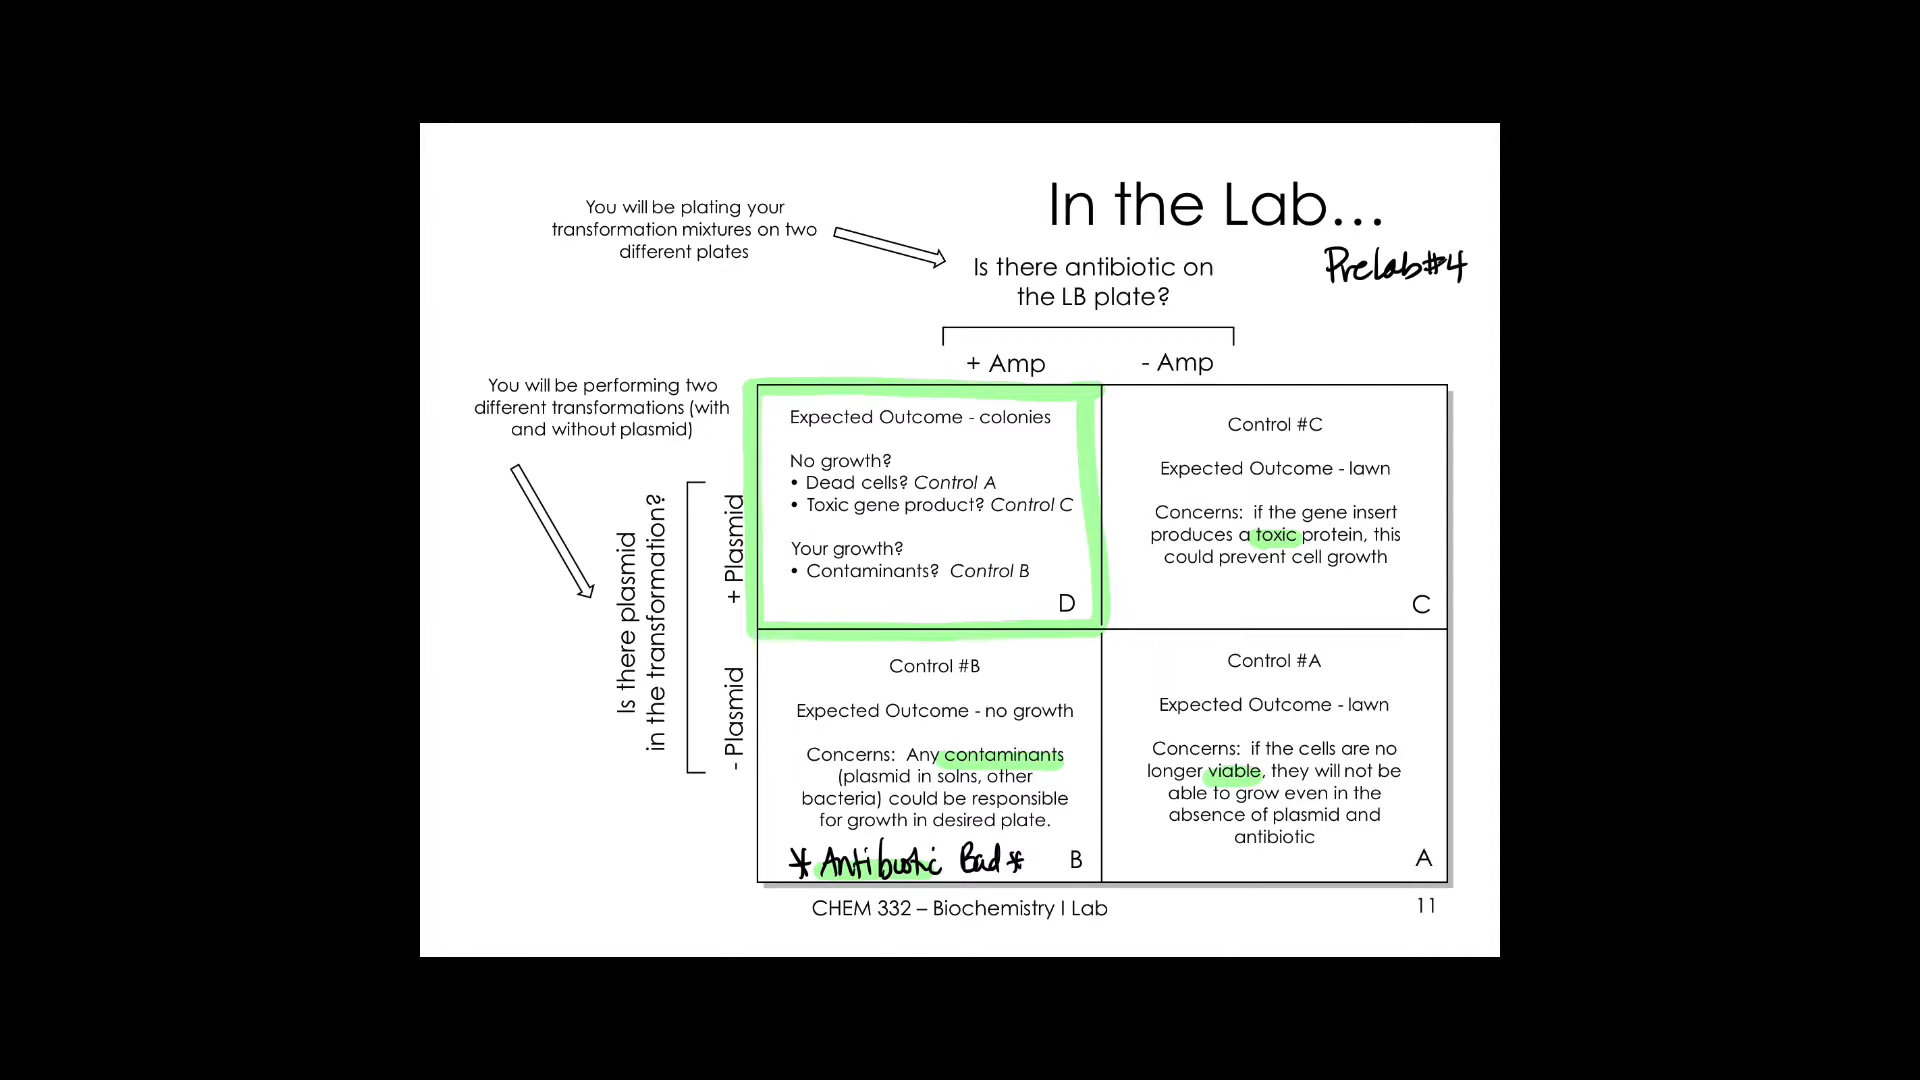 In the Lab...
Prelab #4
You will be plating your
transformation mixtures on two
different plates
Is there antibiotic on
the LB plate?
+ Amp
- Amp
You will be performing two
different transformations (with
and without plasmid)
Is there plasmid
in the transformation?
+ Plasmid
- Plasmid
Expected Outcome - colonies
No growth?
• Dead cells? Control A
• Toxic gene product? Control C
Your growth?
• Contaminants? Control B
D
Control #C
Expected Outcome - lawn
Concerns: if the gene insert
produces a toxic protein, this
could prevent cell growth
C
Control #B
Expected Outcome - no growth
Concerns: Any contaminants
(plasmid in solns, other
bacteria) could be responsible
for growth in desired plate.
* Antibiotic Bad *
B
Control #A
Expected Outcome - lawn
Concerns: if the cells are no
longer viable, they will not be
able to grow even in the
absence of plasmid and
antibiotic
A
CHEM 332 – Biochemistry I Lab
11